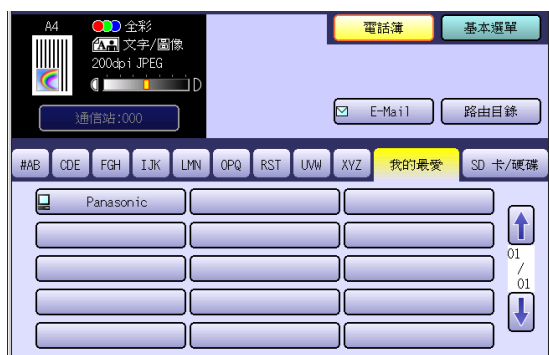 A4 全彩 電話簿 基本選單
文字/圖像
200dpi JPEG
D
E-Mail 路由目錄
通信站:000
#AB CDE FGH IJK LMN OPQ RST UVW XYZ 我的最愛 SD 卡/硬碟
Panasonic
01
/
01